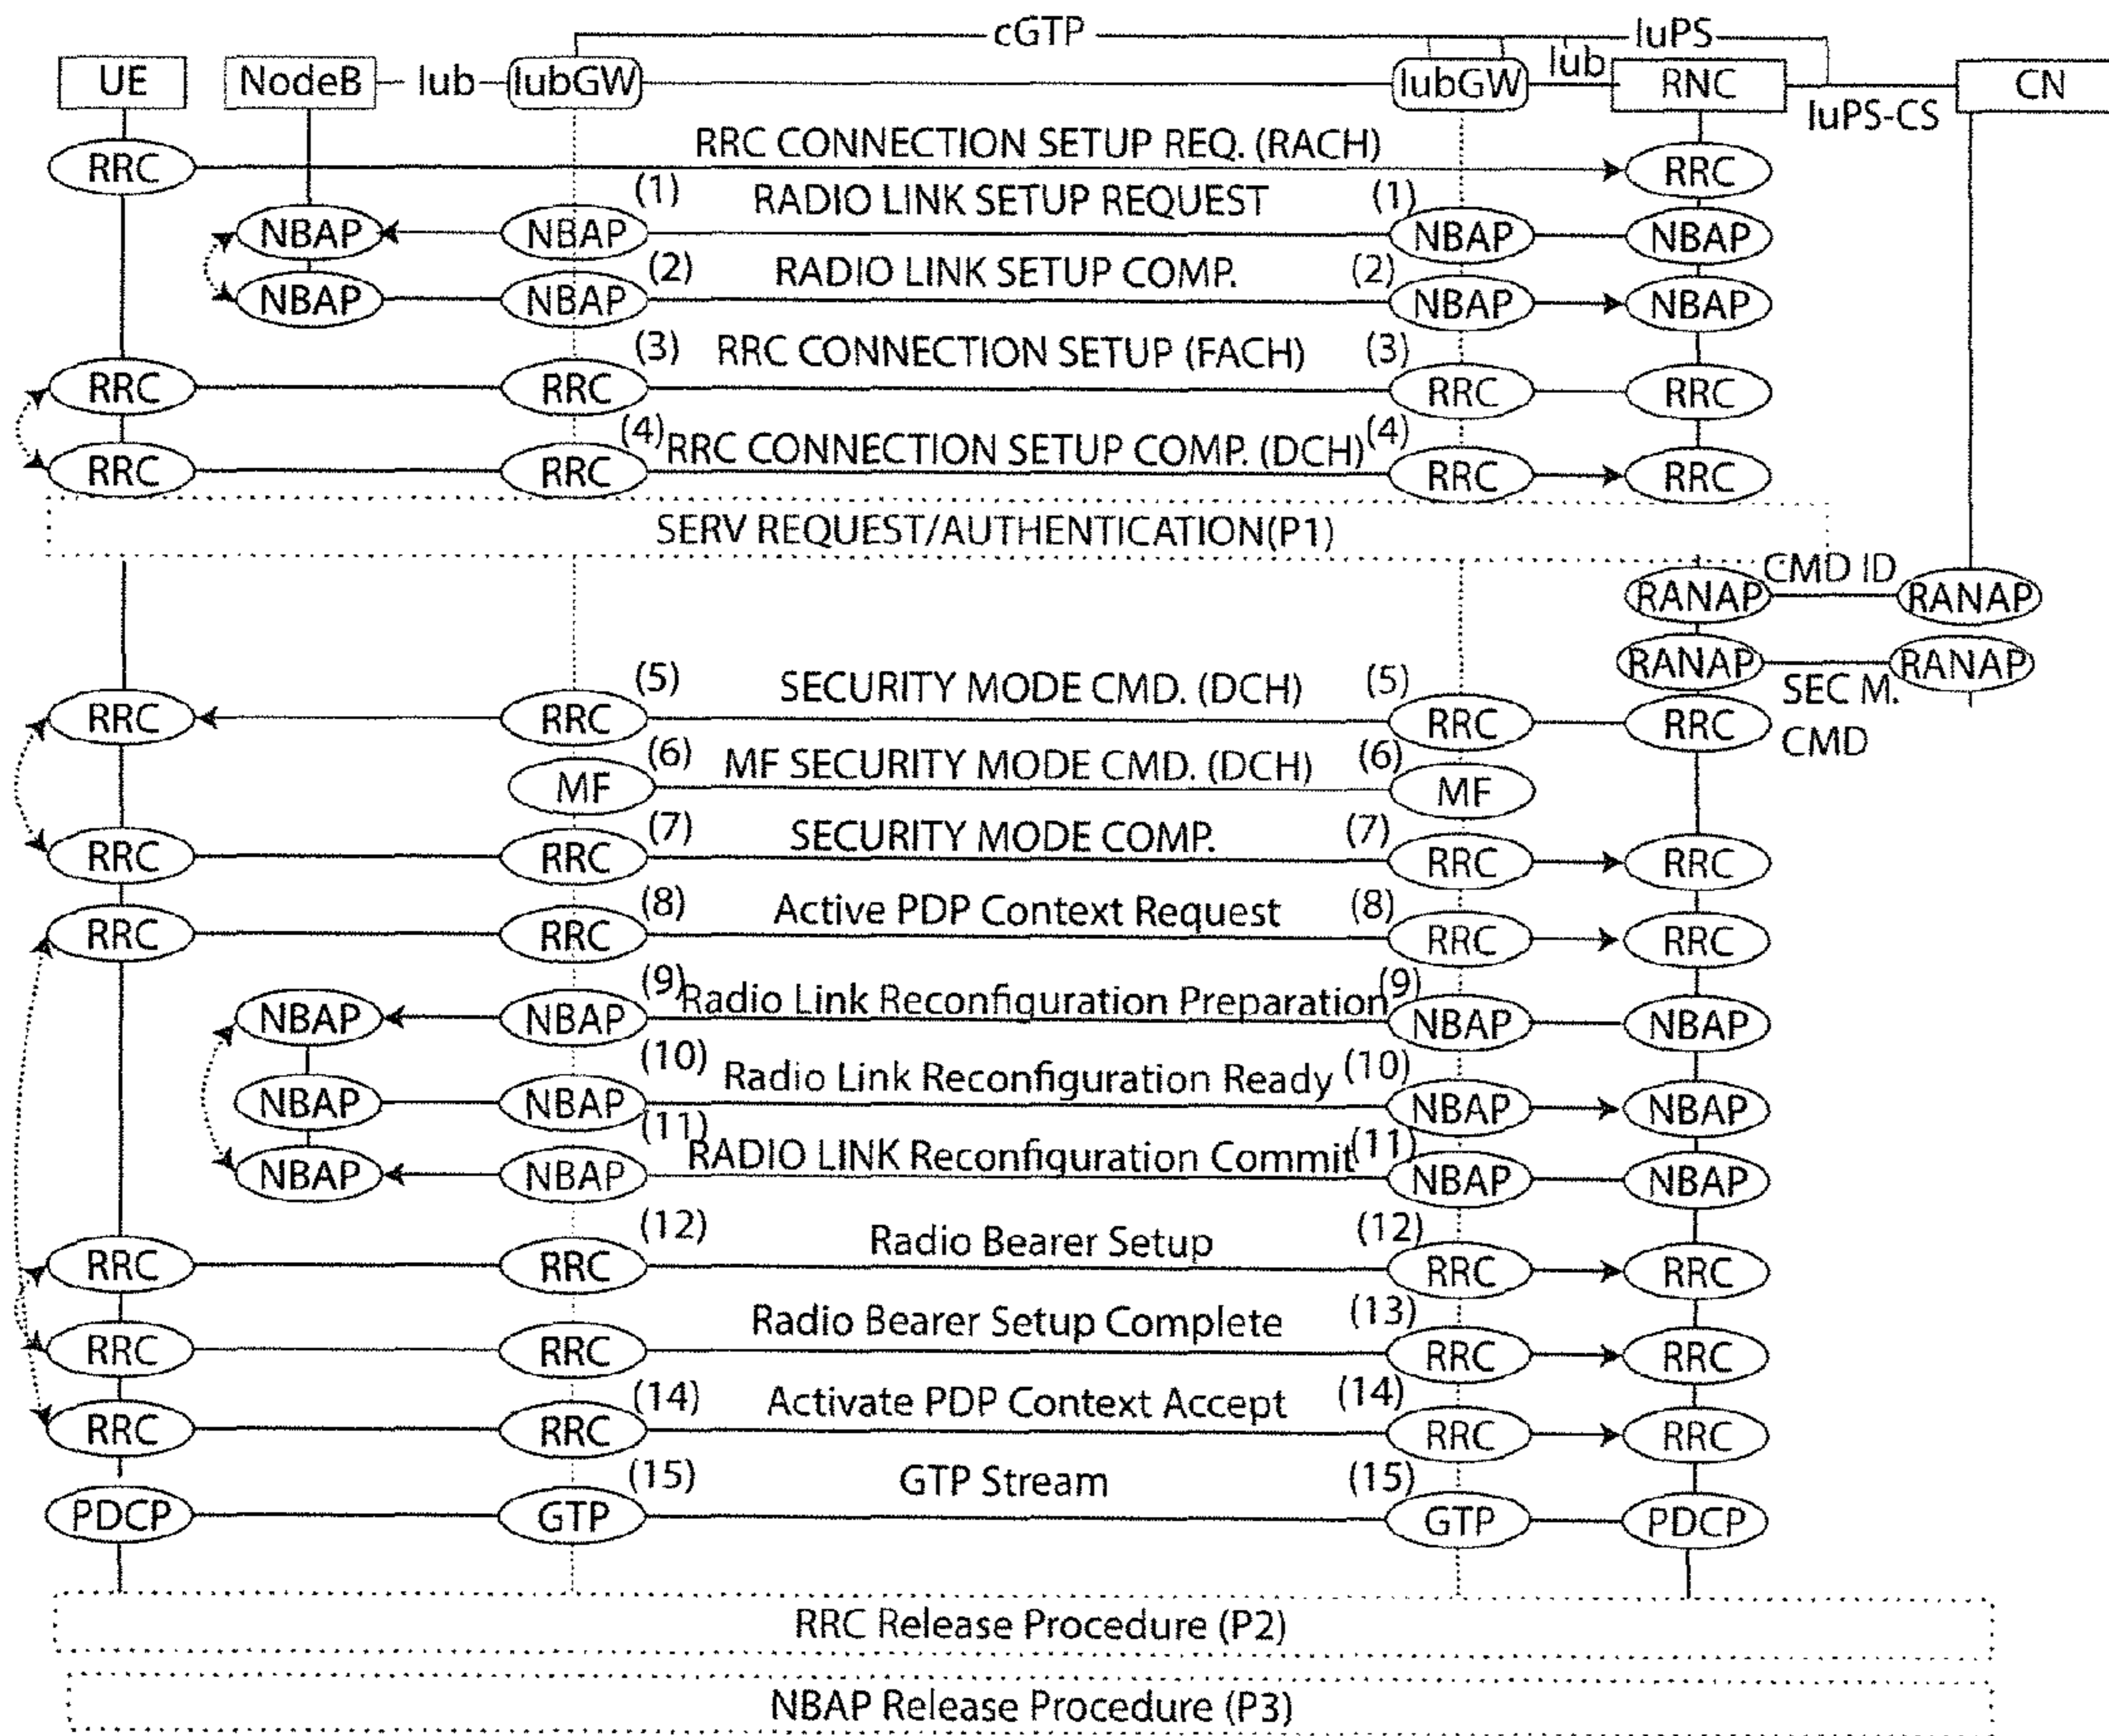 cGTP
IuPS
UE NodeB Iub IubGW IubGW Iub RNC CN
IuPS-CS
RRC RRC CONNECTION SETUP REQ. (RACH) RRC
(1) RADIO LINK SETUP REQUEST (1)
NBAP NBAP NBAP NBAP
(2) RADIO LINK SETUP COMP. (2)
NBAP NBAP NBAP NBAP
(3) RRC CONNECTION SETUP (FACH) (3)
RRC RRC RRC RRC
(4) RRC CONNECTION SETUP COMP. (DCH) (4)
RRC RRC RRC RRC
SERV REQUEST/AUTHENTICATION(P1)
CMD ID
RANAP RANAP
RANAP RANAP
SEC M.
CMD
(5) SECURITY MODE CMD. (DCH) (5)
RRC RRC RRC RRC
(6) MF SECURITY MODE CMD. (DCH) (6)
MF MF
(7) SECURITY MODE COMP. (7)
RRC RRC RRC RRC
(8) Active PDP Context Request (8)
RRC RRC RRC RRC
(9) Radio Link Reconfiguration Preparation (9)
NBAP NBAP NBAP NBAP
(10) Radio Link Reconfiguration Ready (10)
NBAP NBAP NBAP NBAP
(11) RADIO LINK Reconfiguration Commit (11)
NBAP NBAP NBAP NBAP
(12) Radio Bearer Setup (12)
RRC RRC RRC RRC
Radio Bearer Setup Complete (13)
RRC RRC RRC RRC
(14) Activate PDP Context Accept (14)
RRC RRC RRC RRC
(15) GTP Stream (15)
PDCP GTP GTP PDCP
RRC Release Procedure (P2)
NBAP Release Procedure (P3)